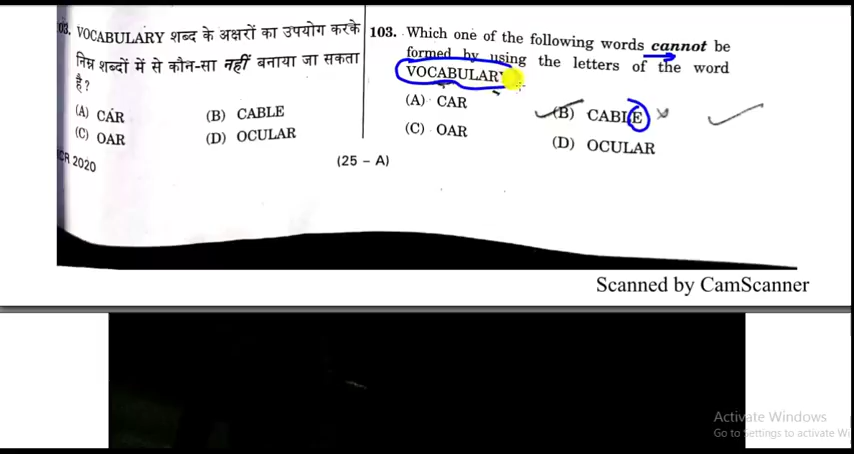 03. VOCABULARY शब्द के अक्षरों का उपयोग करके
निम्न शब्दों में से कौन-सा नहीं बनाया जा सकता
है ?
(A) CAR
(B) CABLE
(C) OAR
(D) OCULAR
CR 2020
(25 – A)
103. Which one of the following words cannot be
formed by using the letters of the word
VOCABULARY
(A) CAR
(B) CABLE
(C) OAR
(D) OCULAR
Scanned by CamScanner
Activate Windows
Go to Settings to activate Wi